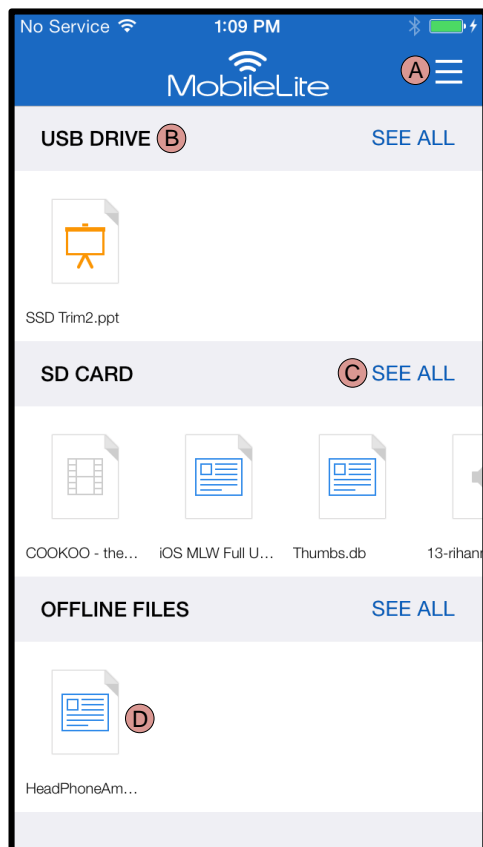 No Service 1:09 PM
MobileLite
A
USB DRIVE B SEE ALL
SSD Trim2.ppt
SD CARD C SEE ALL
COOKOO - the... iOS MLW Full U... Thumbs.db 13-rihann
OFFLINE FILES SEE ALL
D
HeadPhoneAm...